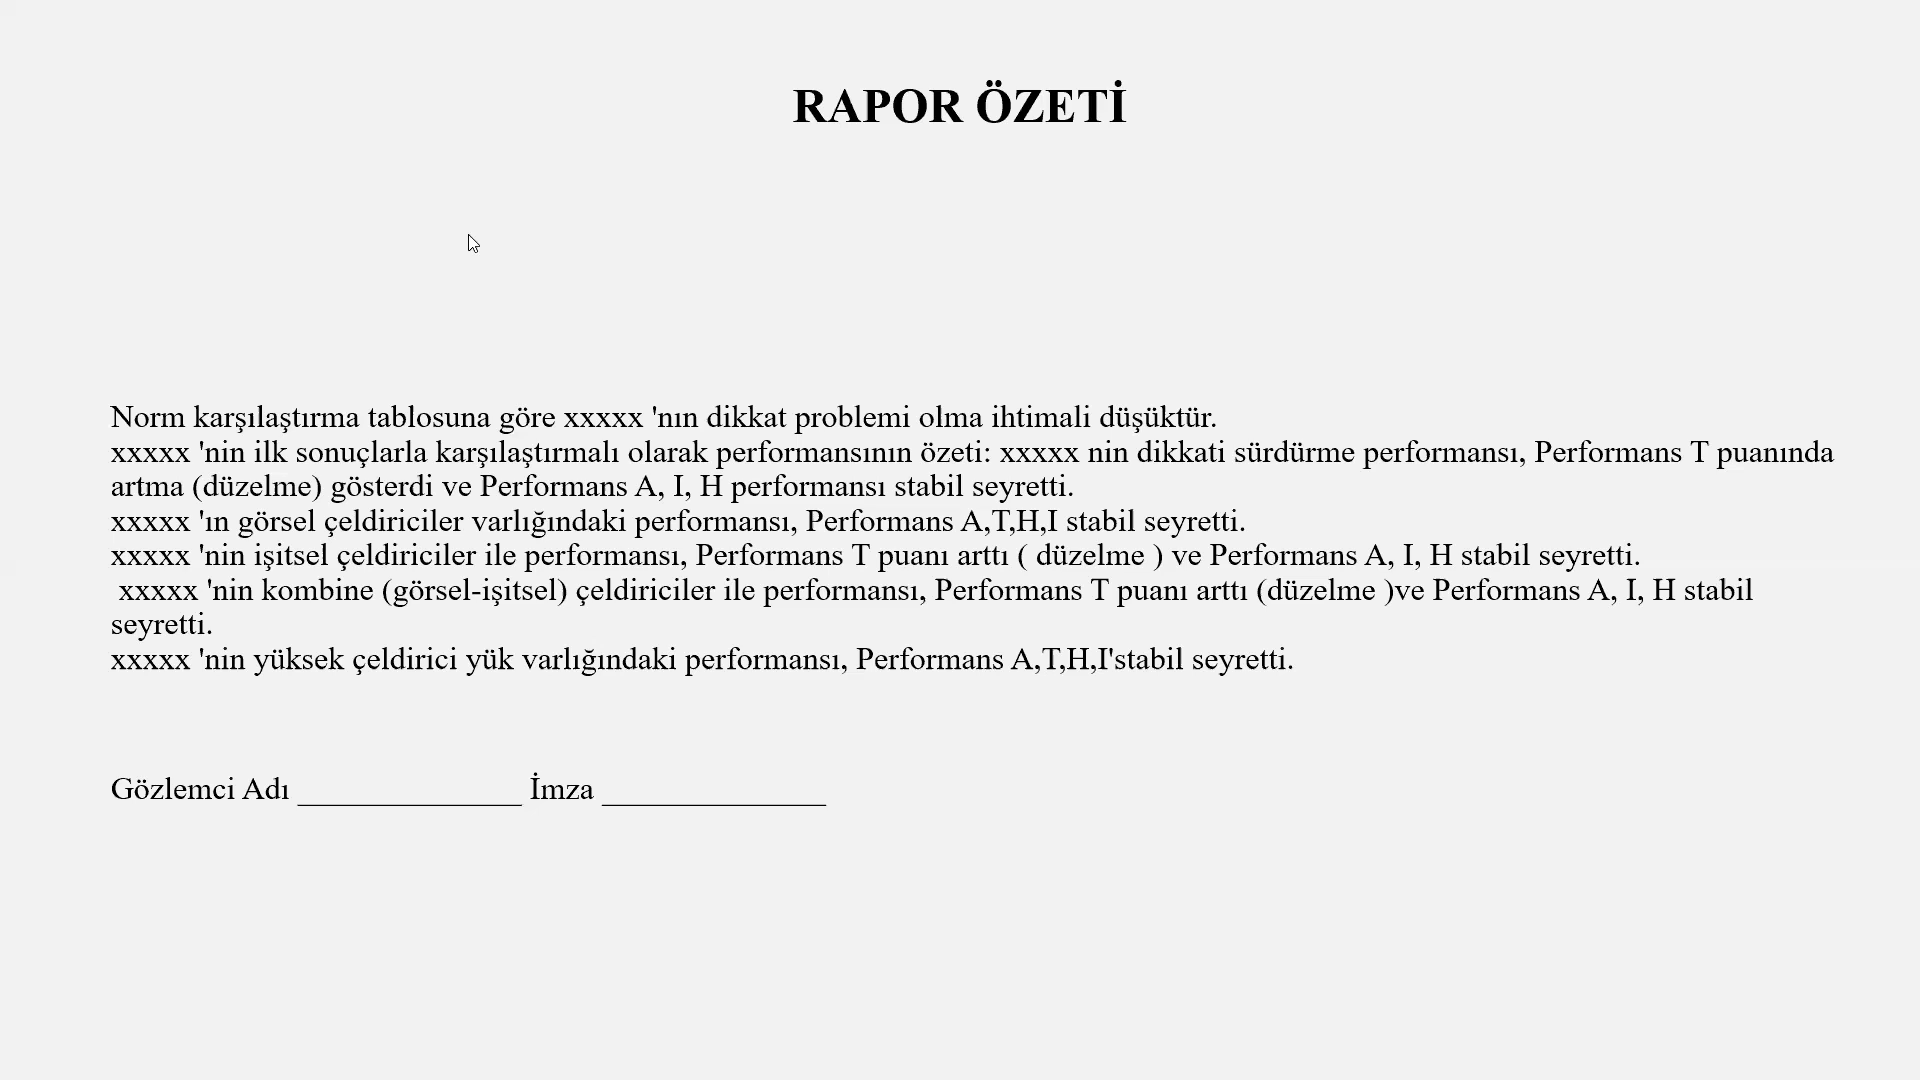 RAPOR ÖZETİ
Norm karşılaştırma tablosuna göre xxxxx 'nın dikkat problemi olma ihtimali düşüktür.
xxxxx 'nin ilk sonuçlarla karşılaştırmalı olarak performansının özeti: xxxxx nin dikkati sürdürme performansı, Performans T puanında
artma (düzelme) gösterdi ve Performans A, I, H performansı stabil seyretti.
xxxxx 'ın görsel çeldiriciler varlığındaki performansı, Performans A,T,H,I stabil seyretti.
xxxxx 'nin işitsel çeldiriciler ile performansı, Performans T puanı arttı ( düzelme ) ve Performans A, I, H stabil seyretti.
xxxxx 'nin kombine (görsel-işitsel) çeldiriciler ile performansı, Performans T puanı arttı (düzelme )ve Performans A, I, H stabil
seyretti.
xxxxx 'nin yüksek çeldirici yük varlığındaki performansı, Performans A,T,H,I'stabil seyretti.
Gözlemci Adı ______________ İmza ______________